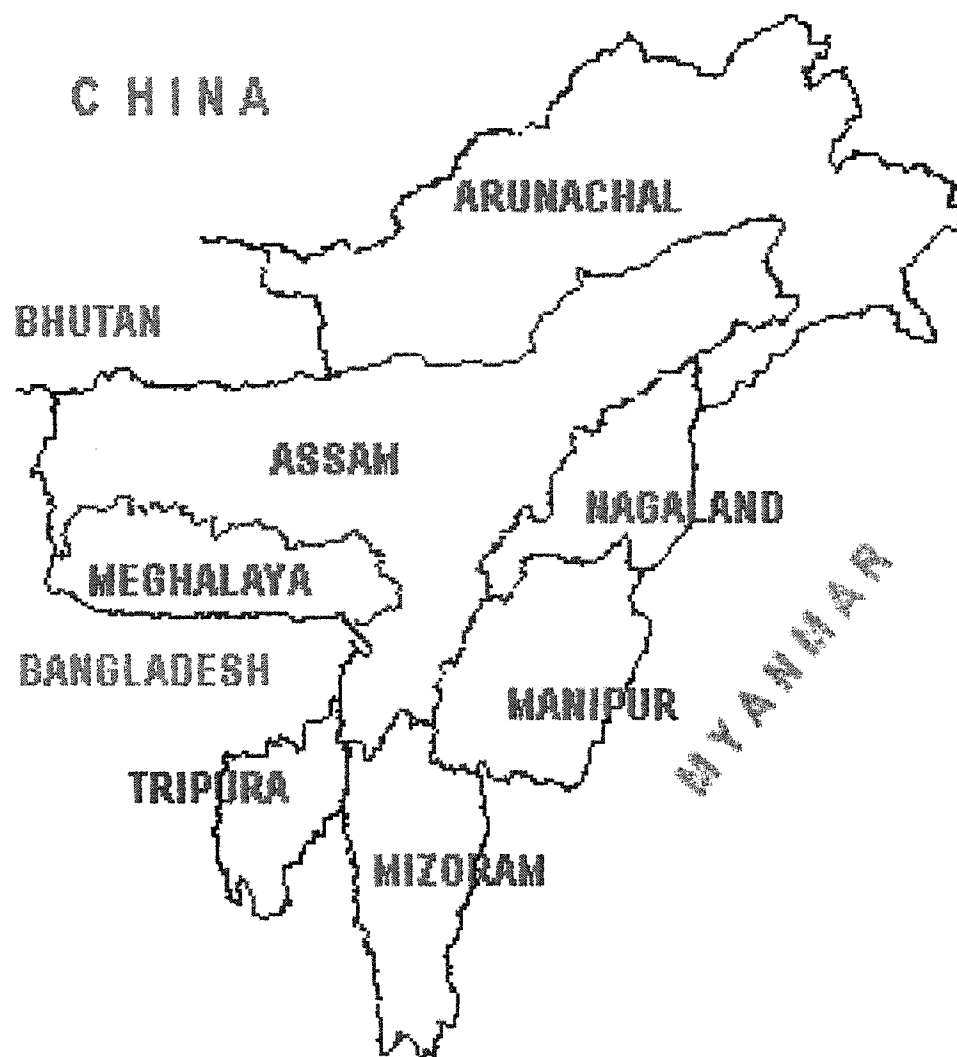 CHINA
ARUNACHAL
BHUTAN
ASSAM
NAGALAND
MEGHALAYA
BANGLADESH
MANIPUR
MYANMAR
TRIPURA
MIZORAM